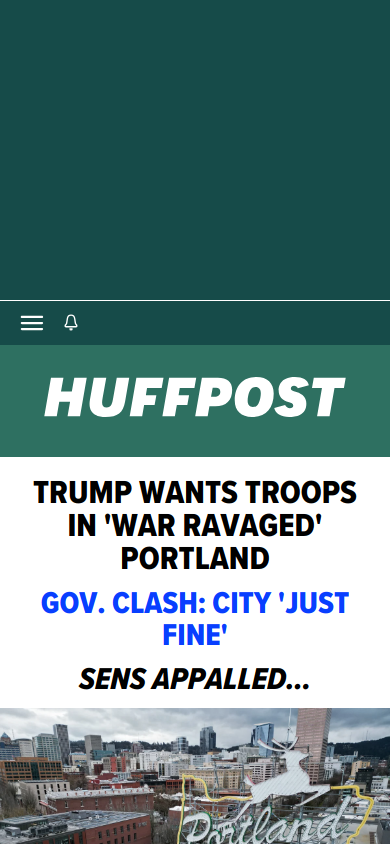 HUFFPOST
TRUMP WANTS TROOPS
IN 'WAR RAVAGED'
PORTLAND
GOV. CLASH: CITY 'JUST
FINE'
SENS APPALLED...
Portland